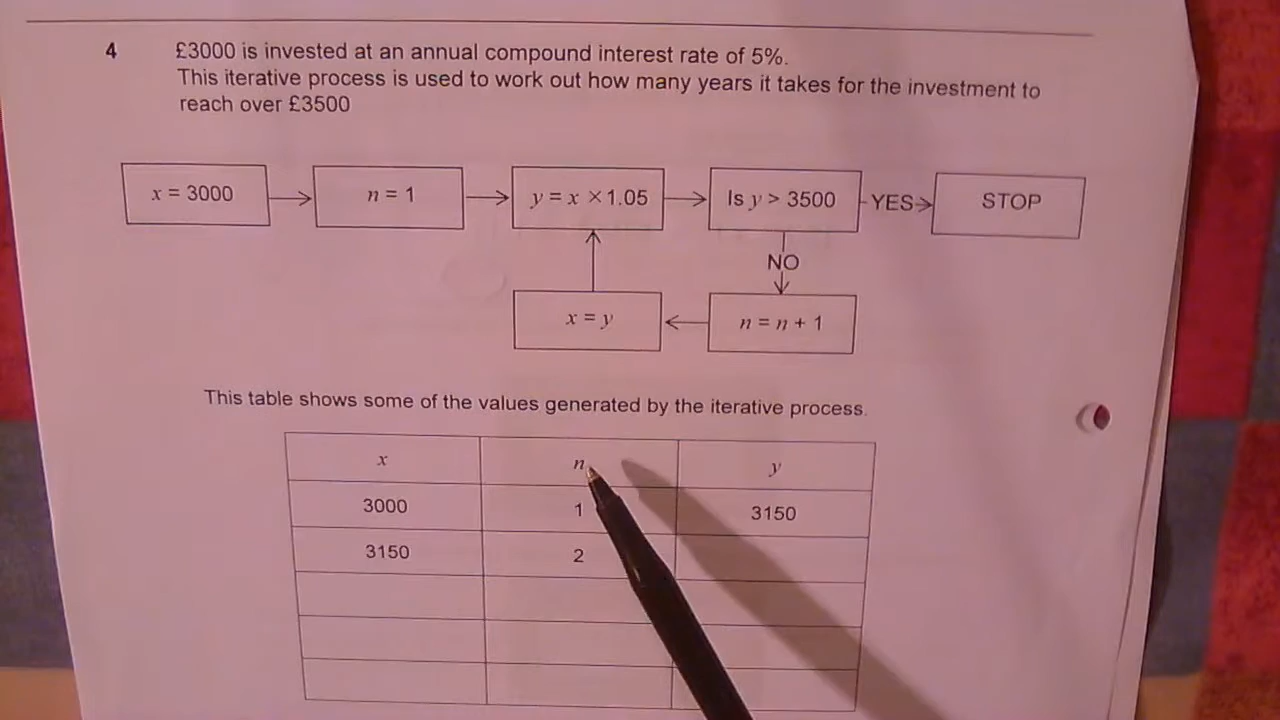 4 £3000 is invested at an annual compound interest rate of 5%.
This iterative process is used to work out how many years it takes for the investment to
reach over £3500
x = 3000
n = 1
y = x × 1.05
Is y > 3500
YES
STOP
NO
x = y
n = n + 1
This table shows some of the values generated by the iterative process.
x n y
3000 1 3150
3150 2